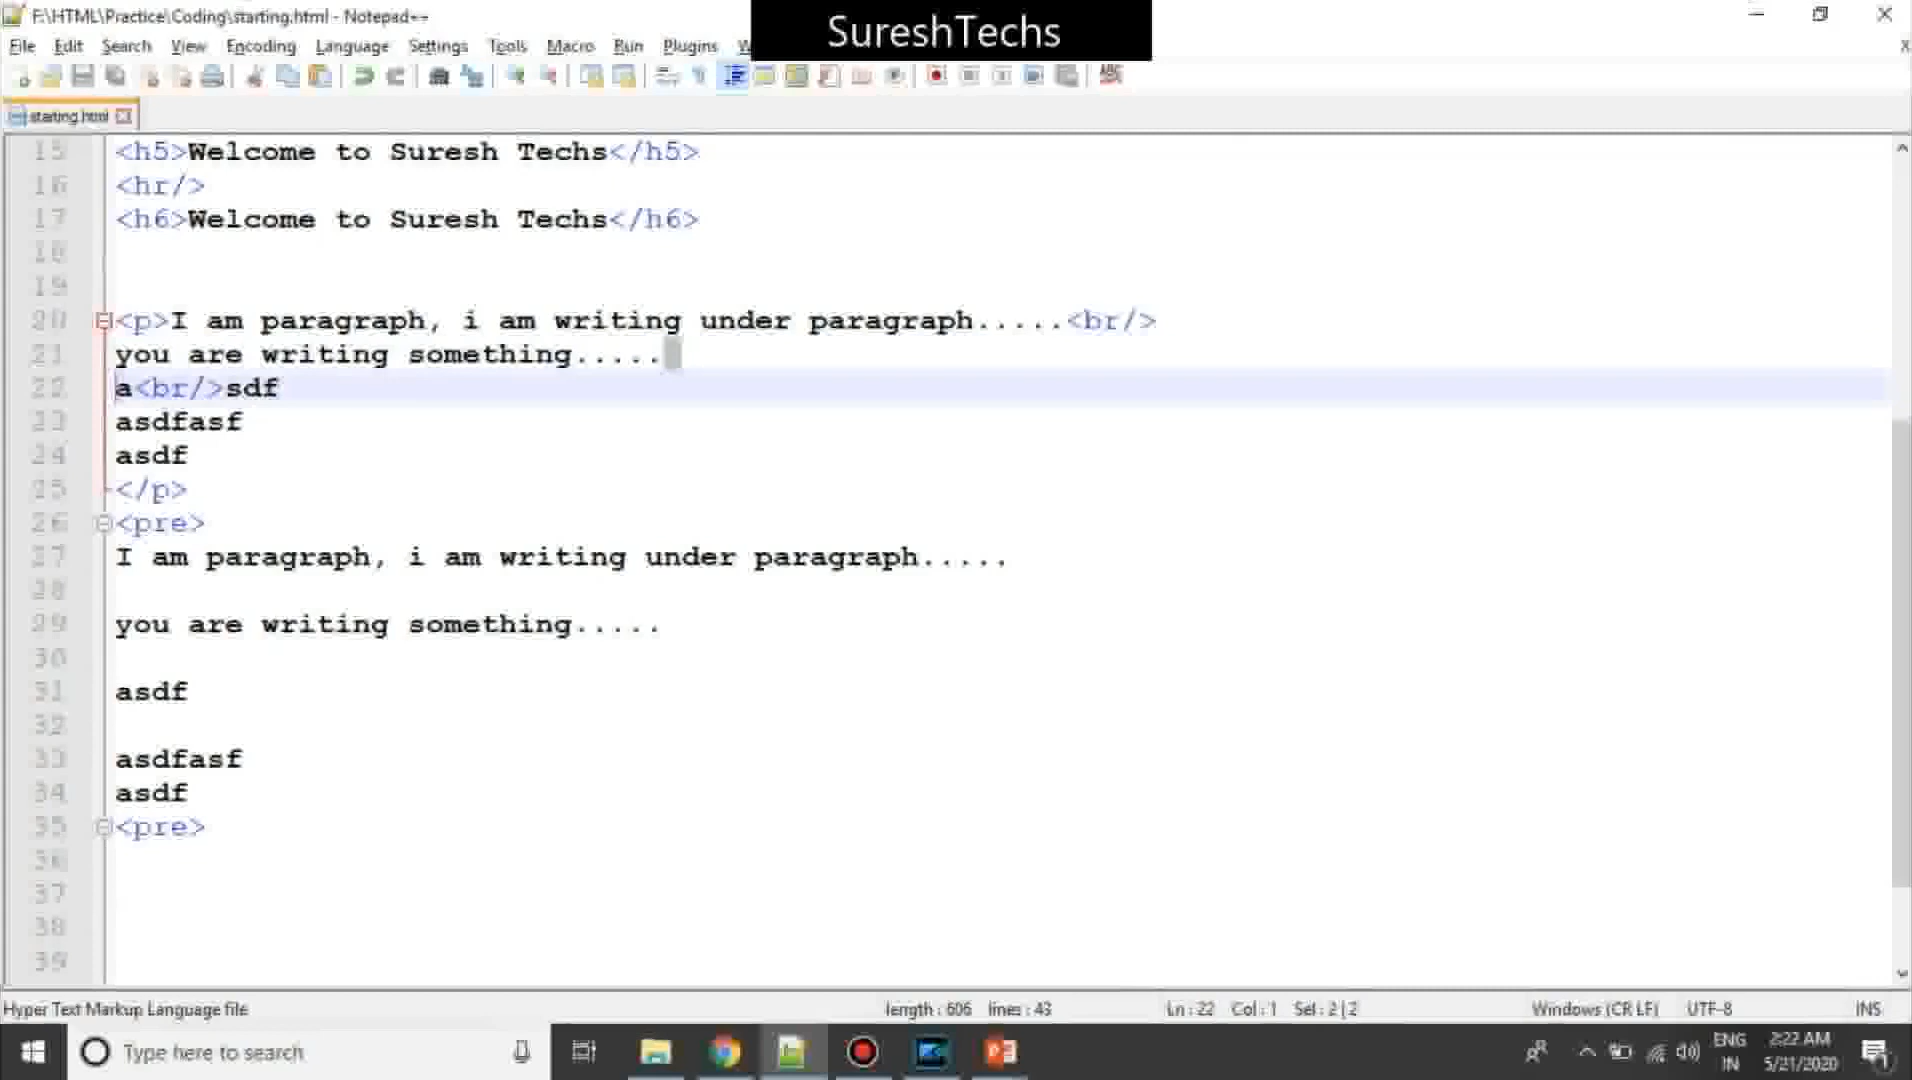 F:\HTML\Practice\Coding\starting.html - Notepad++
SureshTechs
File Edit Search View Encoding Language Settings Tools Macro Run Plugins W
starting.html
15 <h5>Welcome to Suresh Techs</h5>
16 <hr/>
17 <h6>Welcome to Suresh Techs</h6>
18
19
20 <p>I am paragraph, i am writing under paragraph.....<br/>
21 you are writing something.....
22 a<br/>sdf
23 asdfasf
24 asdf
25 </p>
26 <pre>
27 I am paragraph, i am writing under paragraph.....
28
29 you are writing something.....
30
31 asdf
32
33 asdfasf
34 asdf
35 <pre>
36
37
38
39
Hyper Text Markup Language file length : 606 lines : 43 Ln : 22 Col : 1 Sel : 2 | 2 Windows (CR LF) UTF-8 INS
Type here to search
ENG 2:22 AM
IN 5/21/2020